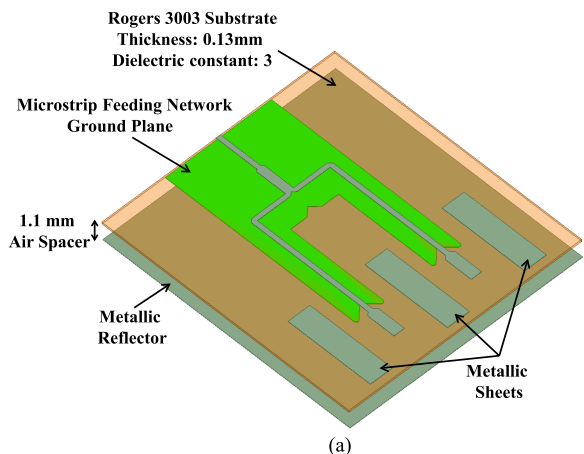 Rogers 3003 Substrate
Thickness: 0.13mm
Dielectric constant: 3
Microstrip Feeding Network
Ground Plane
1.1 mm
Air Spacer
Metallic
Reflector
Metallic
Sheets
(a)